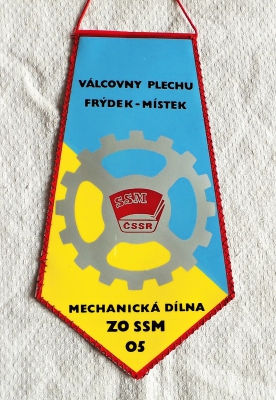 VÁLCOVNY PLECHU
FRÝDEK-MÍSTEK
SSM
ČSSR
MECHANICKÁ DÍLNA
ZO SSM
05